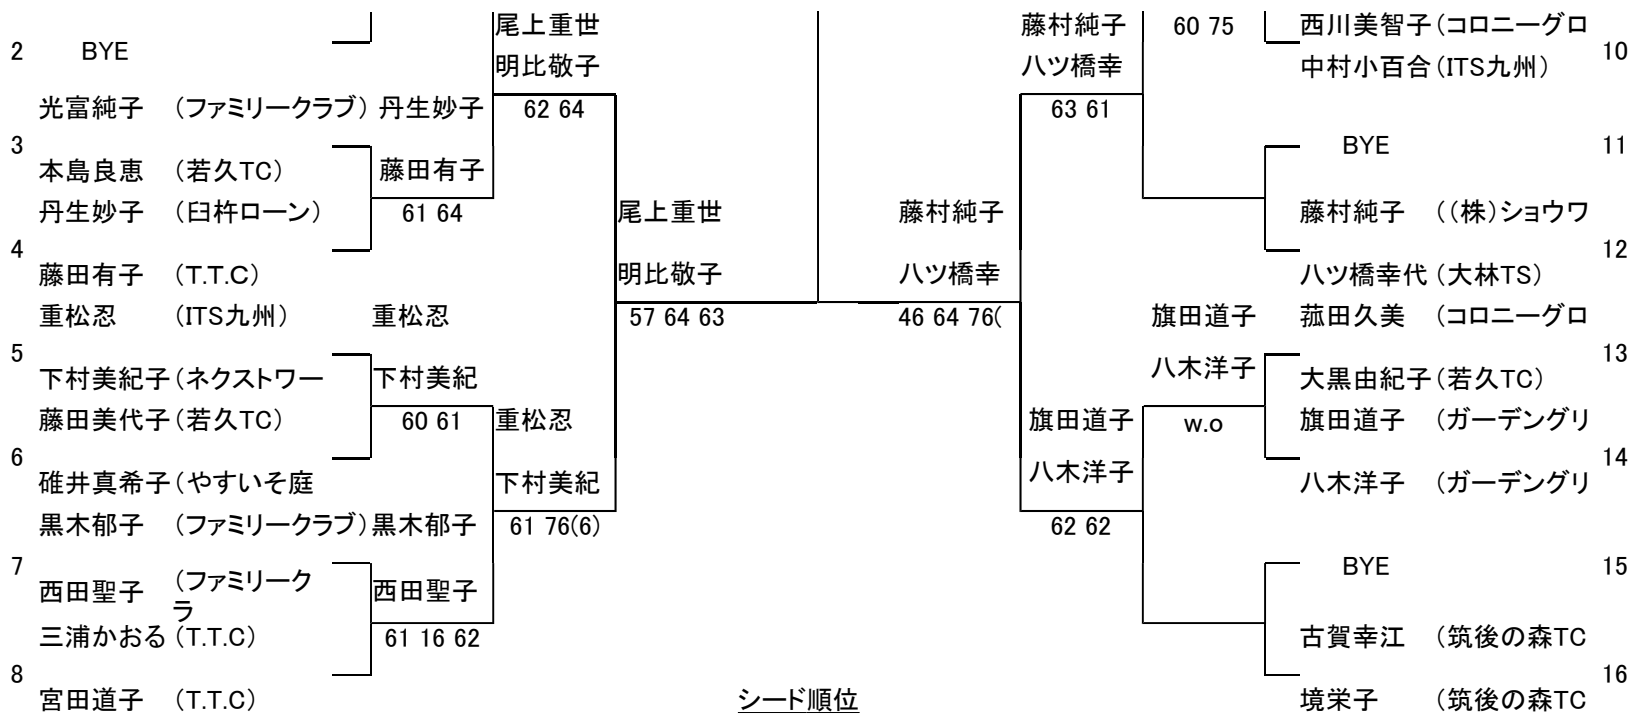 尾上重世 藤村純子 60 75 西川美智子(コロニーグロ
2 BYE 10
明比敬子 八ツ橋幸 中村小百合(ITS九州)
光富純子 (ファミリークラブ) 丹生妙子 62 64 63 61
3 BYE 11
本島良恵 (若久TC) 藤田有子
丹生妙子 (臼杵ローン) 61 64 尾上重世 藤村純子 藤村純子 ((株)ショウワ
4 12
藤田有子 (T.T.C) 明比敬子 八ツ橋幸 八ツ橋幸代 (大林TS)
重松忍 (ITS九州) 重松忍 57 64 63 46 64 76( 旗田道子 菰田久美 (コロニーグロ
5 13
下村美紀子(ネクストワー 下村美紀 八木洋子 大黒由紀子(若久TC)
藤田美代子(若久TC) 60 61 重松忍 旗田道子 w.o 旗田道子 (ガーデングリ
6 14
碓井真希子(やすいそ庭 下村美紀 八木洋子 八木洋子 (ガーデングリ
黒木郁子 (ファミリークラブ) 黒木郁子 61 76(6) 62 62
7 BYE 15
西田聖子 (ファミリーク
ラ 西田聖子
三浦かおる (T.T.C) 61 16 62 古賀幸江 (筑後の森TC
8 16
宮田道子 (T.T.C) シード順位 境栄子 (筑後の森TC